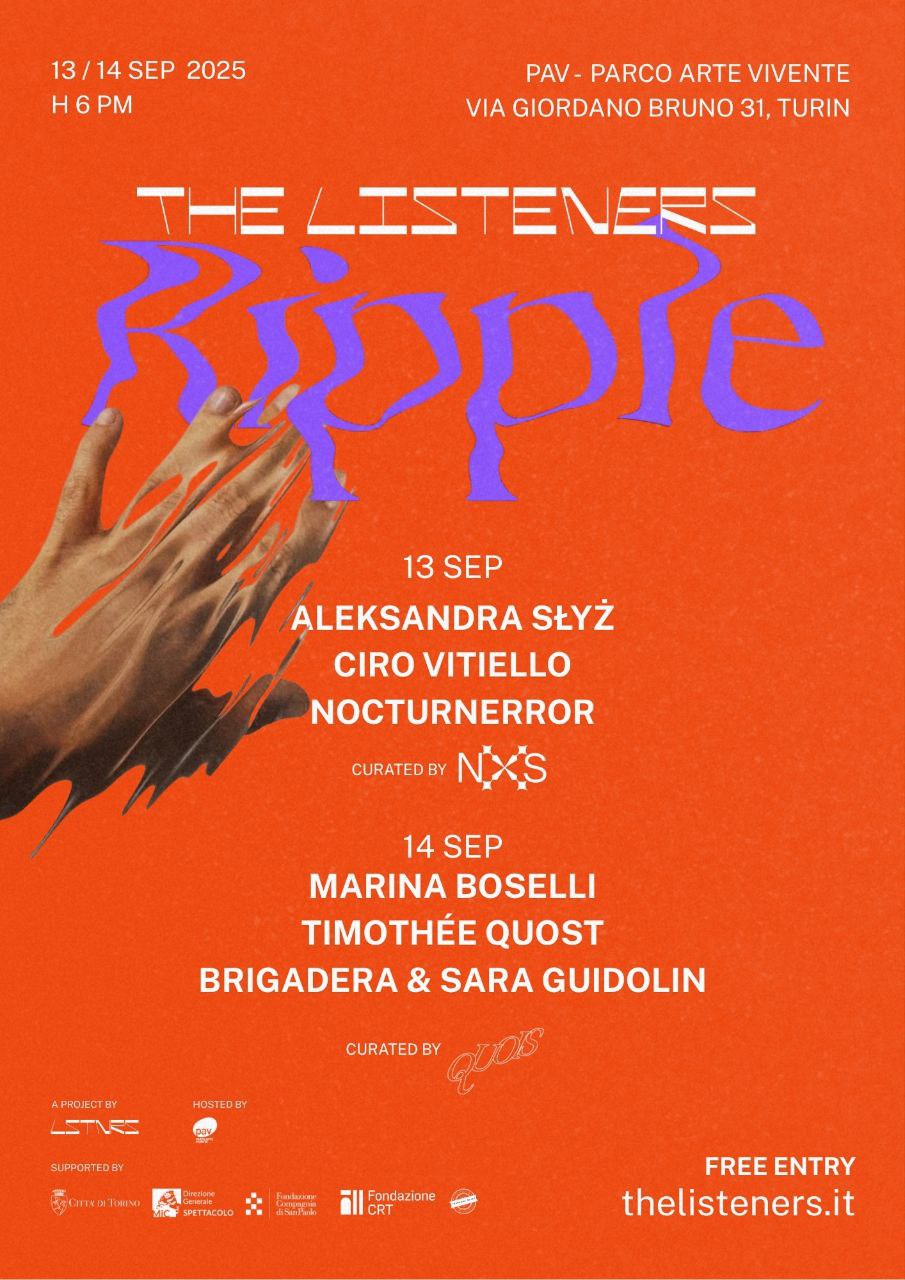 13 / 14 SEP 2025
H 6 PM
PAV - PARCO ARTE VIVENTE
VIA GIORDANO BRUNO 31, TURIN
THE LISTENERS
Ripple
13 SEP
ALEKSANDRA SŁYŻ
CIRO VITIELLO
NOCTURNERROR
CURATED BY NXS
14 SEP
MARINA BOSELLI
TIMOTHÉE QUOST
BRIGADERA & SARA GUIDOLIN
CURATED BY QUOIS
A PROJECT BY
LSTNRS
HOSTED BY
pav
SUPPORTED BY
CITTA DI TORINO
MIC
Direzione
Generale
SPETTACOLO
Fondazione
Compagnia
di San Paolo
Fondazione
CRT
FREE ENTRY
thelisteners.it